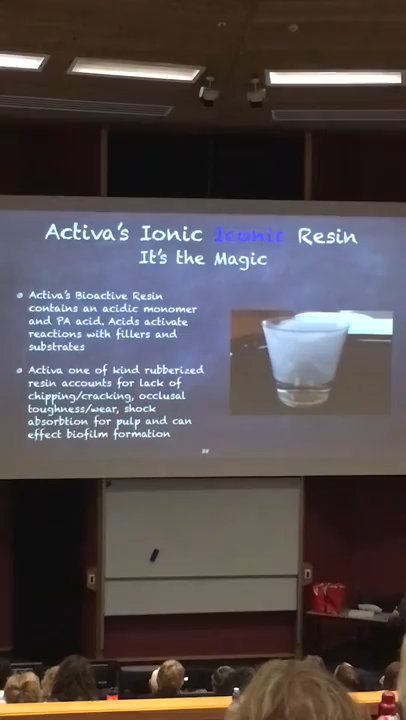 Activa's Ionic Iconic Resin
It's the Magic
Activa's Bioactive Resin
contains an acidic monomer
and PA acid. Acids activate
reactions with fillers and
substrates
Activa one of kind rubberized
resin accounts for lack of
chipping/cracking, occlusal
toughness/wear, shock
absorbtion for pulp and can
effect biofilm formation